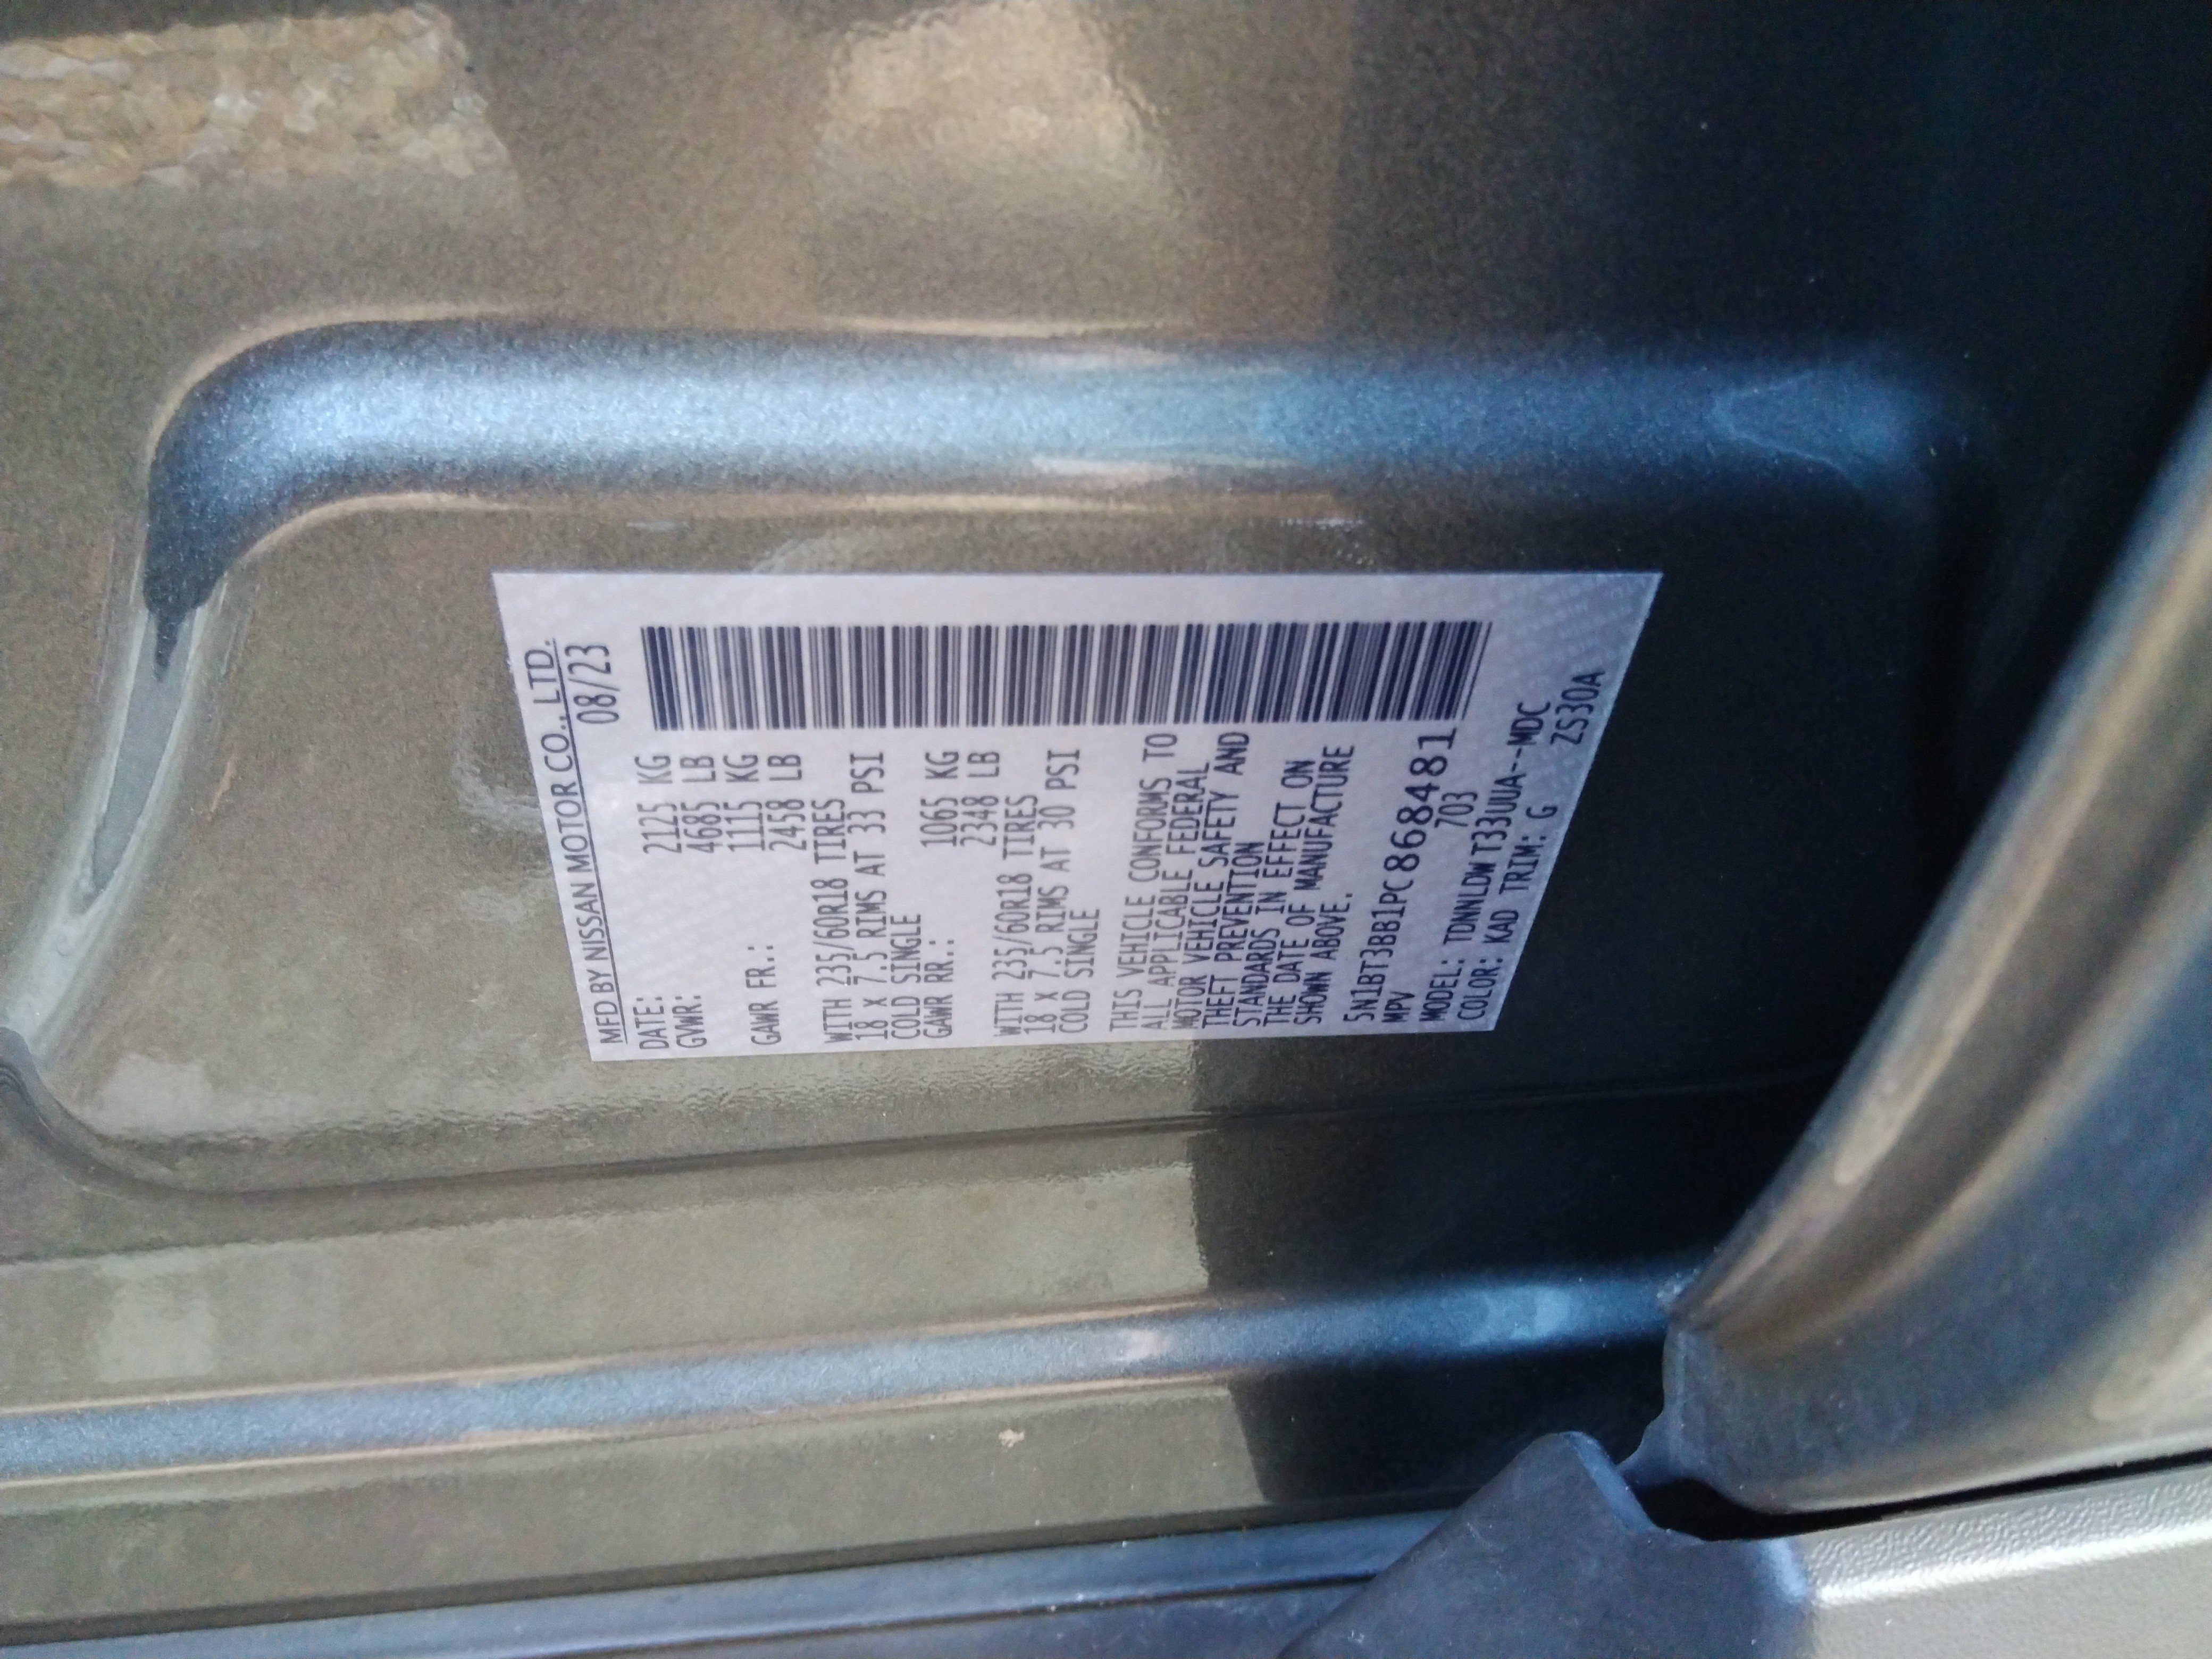 MFD BY NISSAN MOTOR CO., LTD.
DATE: 08/23
GVWR: 2125 KG
4685 LB
GAWR FR.: 1115 KG
2458 LB
WITH 235/60R18 TIRES
18 X 7.5 RIMS AT 33 PSI
COLD SINGLE
GAWR RR.: 1065 KG
2348 LB
WITH 235/60R18 TIRES
18 X 7.5 RIMS AT 30 PSI
COLD SINGLE
THIS VEHICLE CONFORMS TO
ALL APPLICABLE FEDERAL
MOTOR VEHICLE SAFETY AND
THEFT PREVENTION
STANDARDS IN EFFECT ON
THE DATE OF MANUFACTURE
SHOWN ABOVE.
5N1BT3BB1PC868481
MPV 703
MODEL: TDNNLDW T33UUA--MDC
COLOR: KAD TRIM: G ZS30A